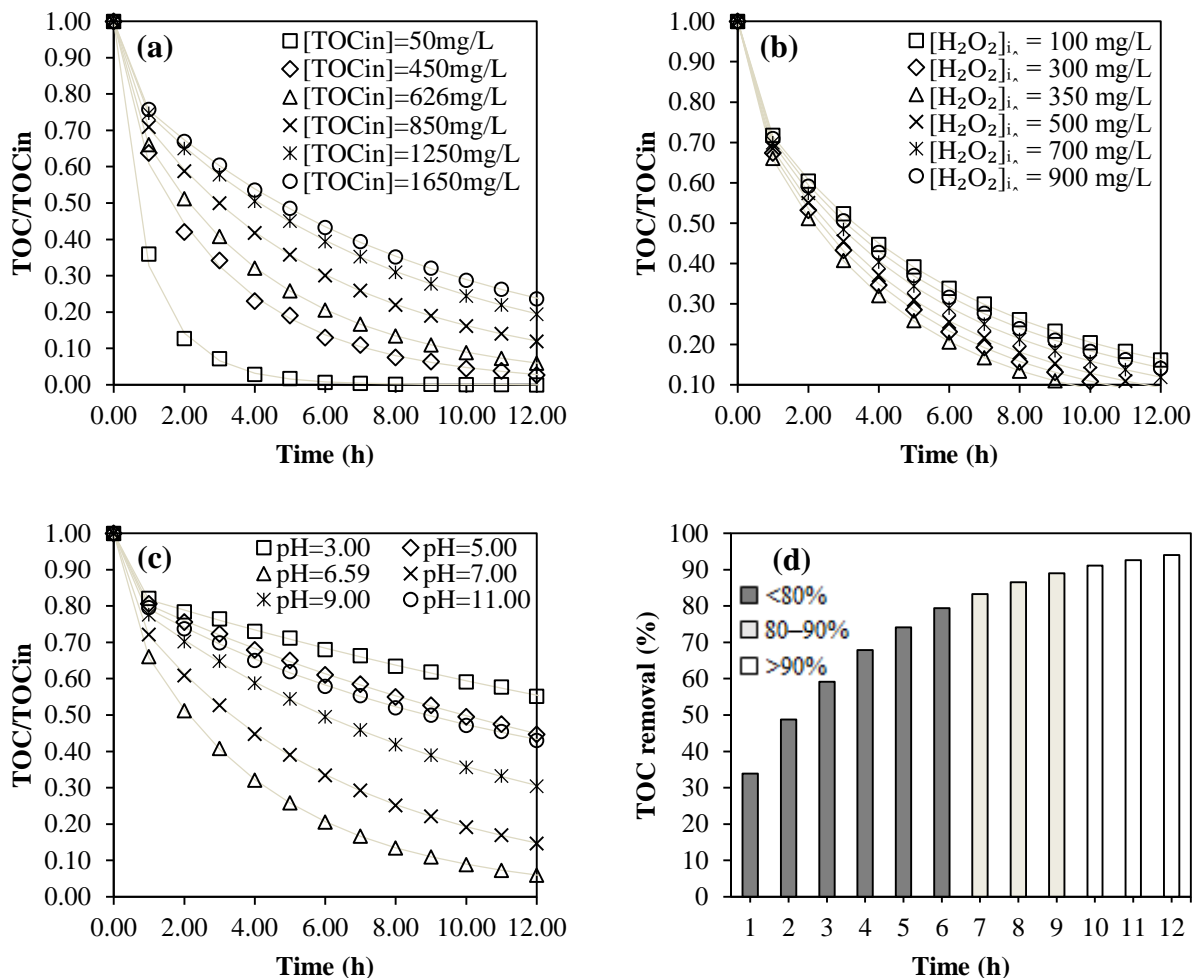 1.00
0.90
0.80
0.70
0.60
0.50
0.40
0.30
0.20
0.10
0.00
TOC/TOCin
(a)
[TOCin]=50mg/L
[TOCin]=450mg/L
[TOCin]=626mg/L
[TOCin]=850mg/L
[TOCin]=1250mg/L
[TOCin]=1650mg/L
0.00 2.00 4.00 6.00 8.00 10.00 12.00
Time (h)
1.00
0.90
0.80
0.70
0.60
0.50
0.40
0.30
0.20
0.10
TOC/TOCin
(b)
[H₂O₂]ᵢ = 100 mg/L
[H₂O₂]ᵢ = 300 mg/L
[H₂O₂]ᵢ = 350 mg/L
[H₂O₂]ᵢ = 500 mg/L
[H₂O₂]ᵢ = 700 mg/L
[H₂O₂]ᵢ = 900 mg/L
0.00 2.00 4.00 6.00 8.00 10.00 12.00
Time (h)
1.00
0.90
0.80
0.70
0.60
0.50
0.40
0.30
0.20
0.10
0.00
TOC/TOCin
(c)
pH=3.00 pH=5.00
pH=6.59 pH=7.00
pH=9.00 pH=11.00
0.00 2.00 4.00 6.00 8.00 10.00 12.00
Time (h)
100
90
80
70
60
50
40
30
20
10
0
TOC removal (%)
(d)
<80%
80–90%
>90%
1 2 3 4 5 6 7 8 9 10 11 12
Time (h)